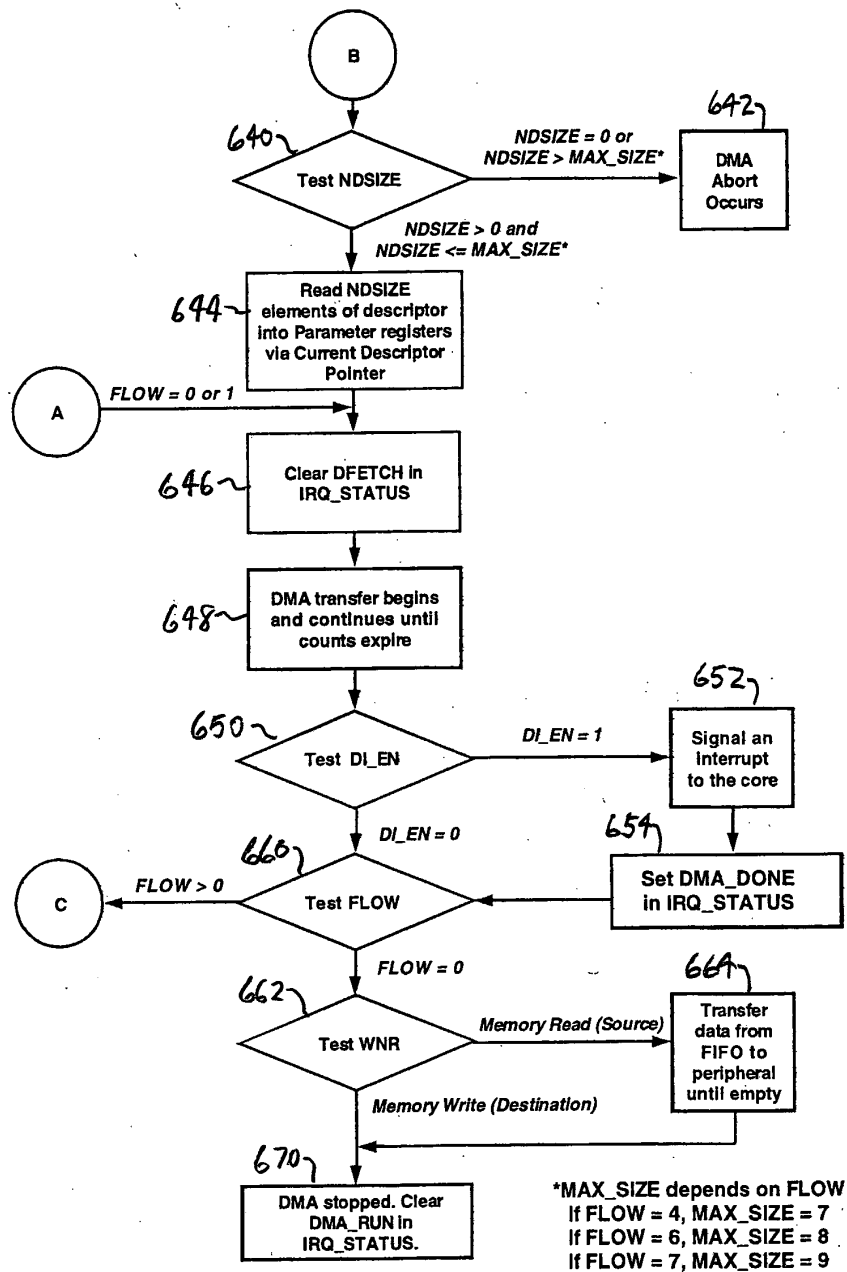 B
640
642
NDSIZE = 0 or
NDSIZE > MAX_SIZE*
Test NDSIZE
DMA
Abort
Occurs
NDSIZE > 0 and
NDSIZE <= MAX_SIZE*
644
Read NDSIZE
elements of descriptor
into Parameter registers
via Current Descriptor
Pointer
A
FLOW = 0 or 1
646
Clear DFETCH in
IRQ_STATUS
648
DMA transfer begins
and continues until
counts expire
650
Test DI_EN
DI_EN = 1
652
Signal an
interrupt
to the core
DI_EN = 0
654
Set DMA_DONE
in IRQ_STATUS
660
Test FLOW
FLOW > 0
C
FLOW = 0
662
Test WNR
Memory Read (Source)
664
Transfer
data from
FIFO to
peripheral
until empty
Memory Write (Destination)
670
DMA stopped. Clear
DMA_RUN in
IRQ_STATUS.
*MAX_SIZE depends on FLOW
If FLOW = 4, MAX_SIZE = 7
If FLOW = 6, MAX_SIZE = 8
If FLOW = 7, MAX_SIZE = 9